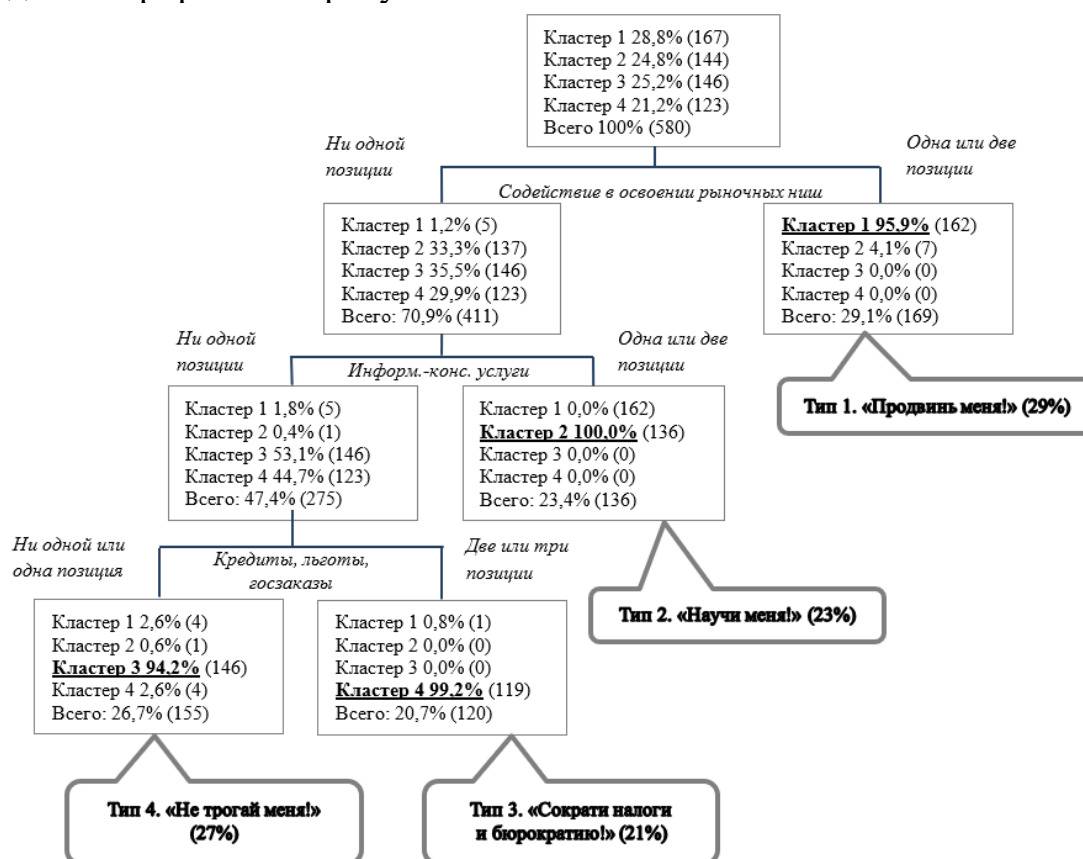 Кластер 1 28,8% (167)
Кластер 2 24,8% (144)
Кластер 3 25,2% (146)
Кластер 4 21,2% (123)
Всего 100% (580)
Ни одной
позиции
Одна или две
позиции
Содействие в освоении рыночных ниш
Кластер 1 1,2% (5)
Кластер 2 33,3% (137)
Кластер 3 35,5% (146)
Кластер 4 29,9% (123)
Всего: 70,9% (411)
Кластер 1 95,9% (162)
Кластер 2 4,1% (7)
Кластер 3 0,0% (0)
Кластер 4 0,0% (0)
Всего: 29,1% (169)
Ни одной
позиции
Одна или две
позиции
Информ.-конс. услуги
Тип 1. «Продвинь меня!» (29%)
Кластер 1 1,8% (5)
Кластер 2 0,4% (1)
Кластер 3 53,1% (146)
Кластер 4 44,7% (123)
Всего: 47,4% (275)
Кластер 1 0,0% (162)
Кластер 2 100,0% (136)
Кластер 3 0,0% (0)
Кластер 4 0,0% (0)
Всего: 23,4% (136)
Ни одной или
одна позиция
Кредиты, льготы,
госзаказы
Две или три
позиции
Тип 2. «Научи меня!» (23%)
Кластер 1 2,6% (4)
Кластер 2 0,6% (1)
Кластер 3 94,2% (146)
Кластер 4 2,6% (4)
Всего: 26,7% (155)
Кластер 1 0,8% (1)
Кластер 2 0,0% (0)
Кластер 3 0,0% (0)
Кластер 4 99,2% (119)
Всего: 20,7% (120)
Тип 4. «Не трогай меня!»
(27%)
Тип 3. «Сократи налоги
и бюрократию!» (21%)